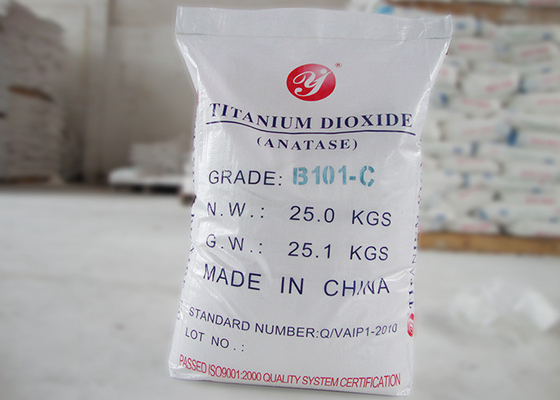 yj
TITANIUM DIOXIDE
(ANATASE)
GRADE: B101-C
N.W.: 25.0 KGS
G.W.: 25.1 KGS
MADE IN CHINA
STANDARD NUMBER:Q/VAIP1-2010
LOT NO.:
PASSED ISO9001:2000 QUALITY SYSTEM CERTIFICATION